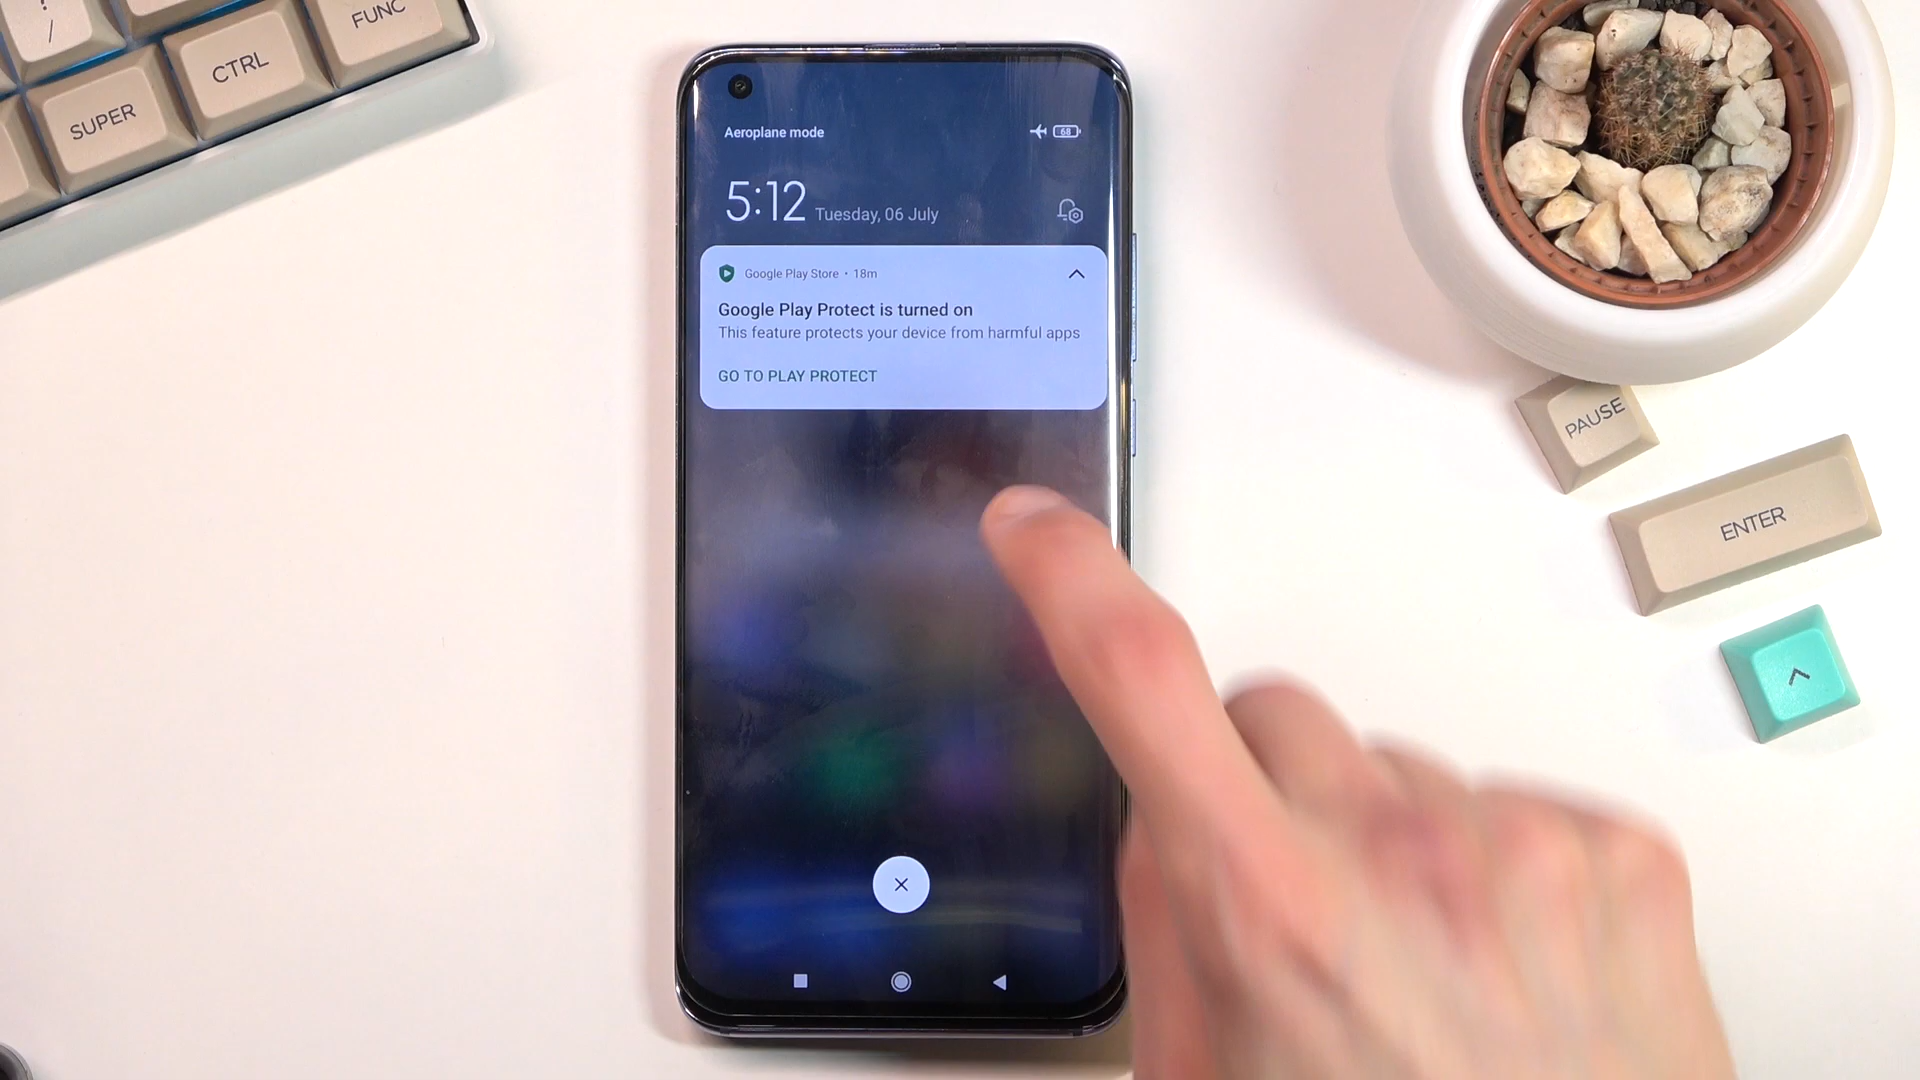 !
/
FUNC
CTRL
SUPER
Aeroplane mode
68
5:12 Tuesday, 06 July
Google Play Store • 18m
Google Play Protect is turned on
This feature protects your device from harmful apps
GO TO PLAY PROTECT
PAUSE
ENTER